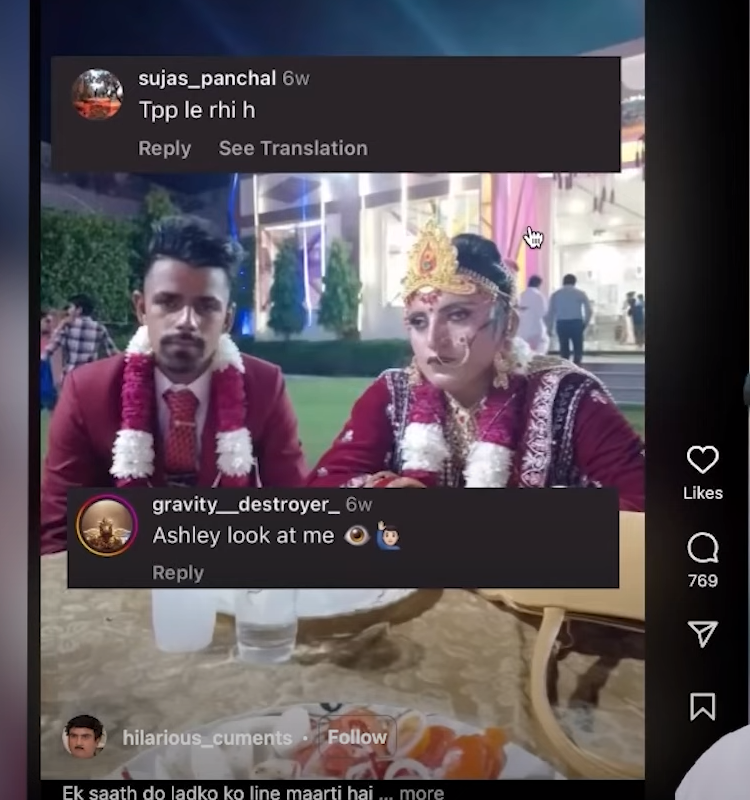 sujas_panchal 6w
Tpp le rhi h
Reply See Translation
gravity__destroyer_ 6w
Ashley look at me 👁️ 🙋🏻‍♂️
Reply
Likes
769
hilarious_cuments • Follow
Ek saath do ladko ko line maarti hai ... more